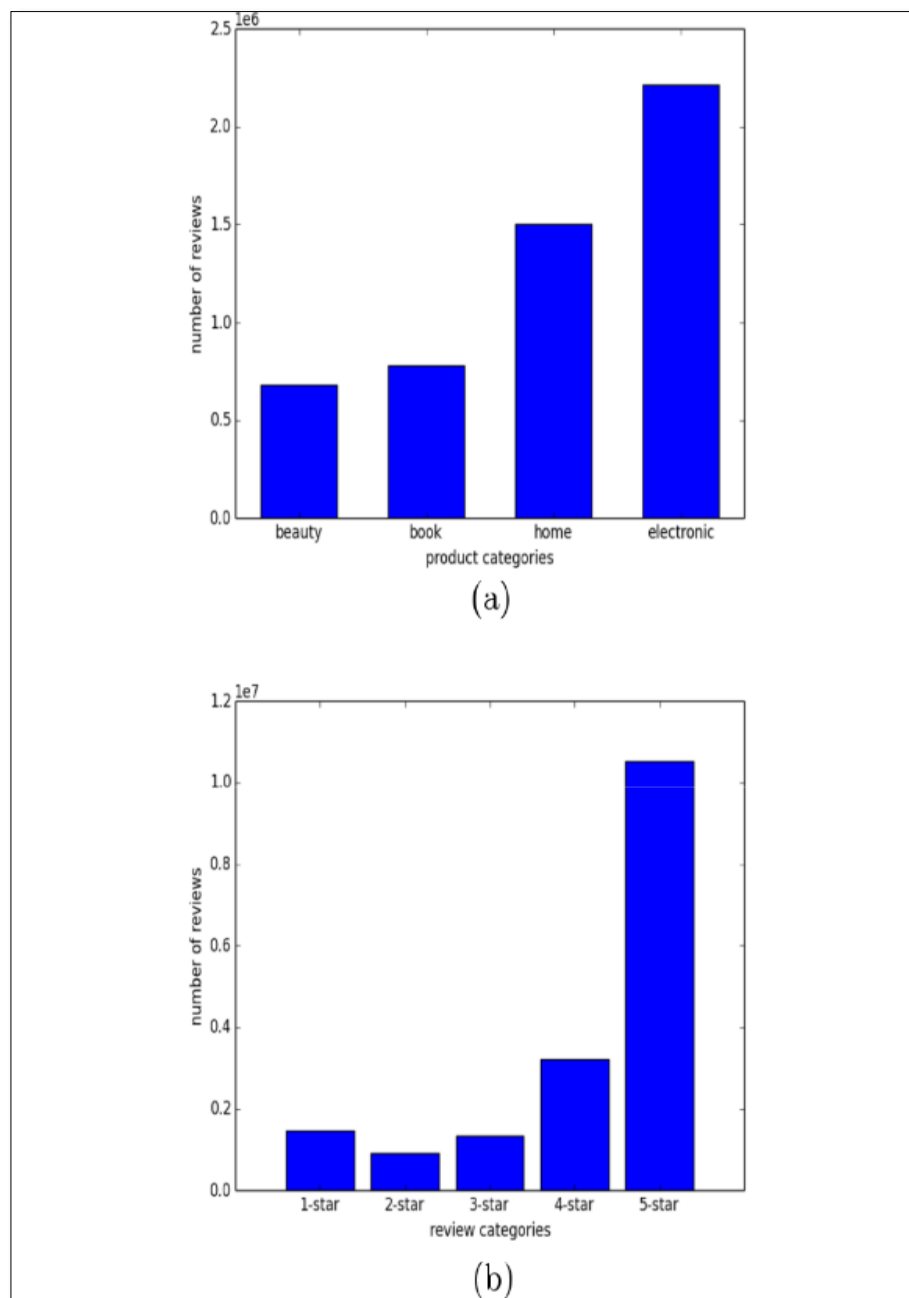 1e6
2.5
2.0
1.5
1.0
0.5
0.0
number of reviews
beauty book home electronic
product categories
(a)
1e7
1.2
1.0
0.8
0.6
0.4
0.2
0.0
number of reviews
1-star 2-star 3-star 4-star 5-star
review categories
(b)